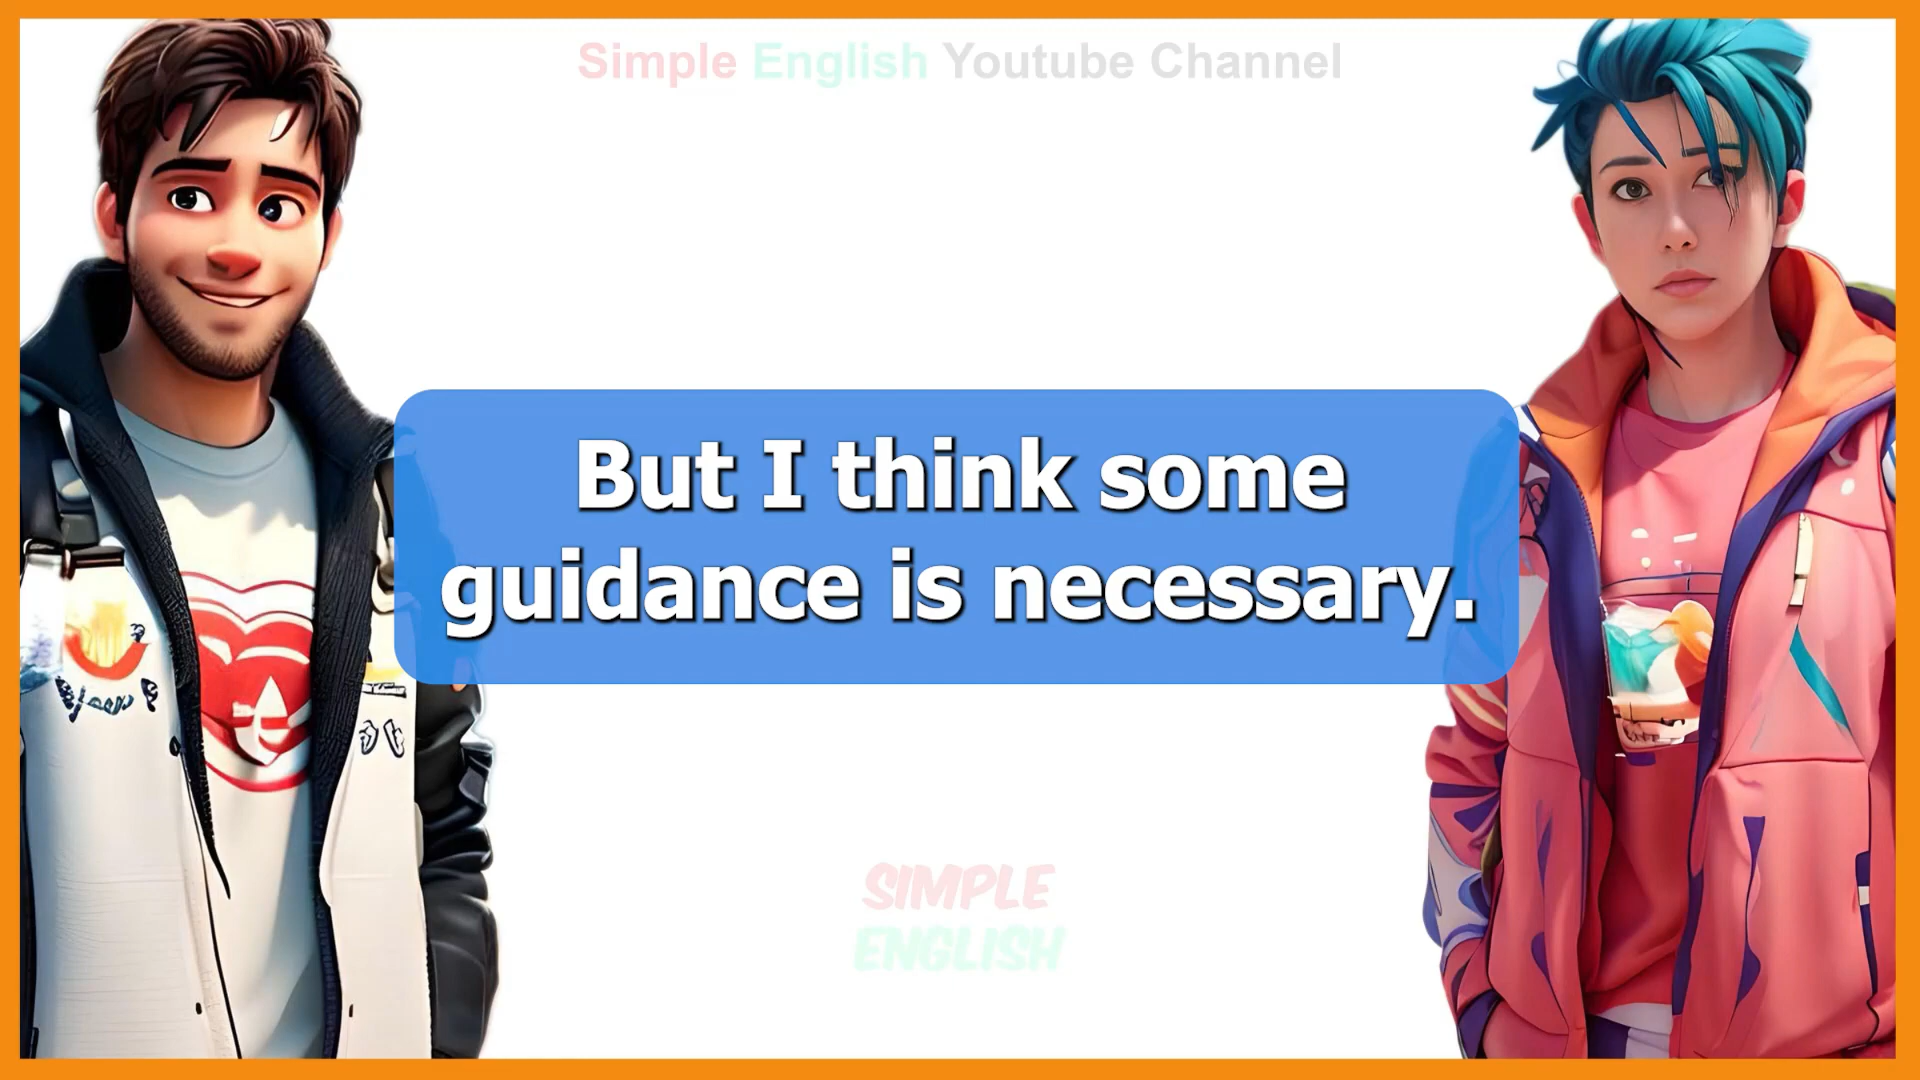 Simple English Youtube Channel
But I think some
guidance is necessary.
SIMPLE
ENGLISH